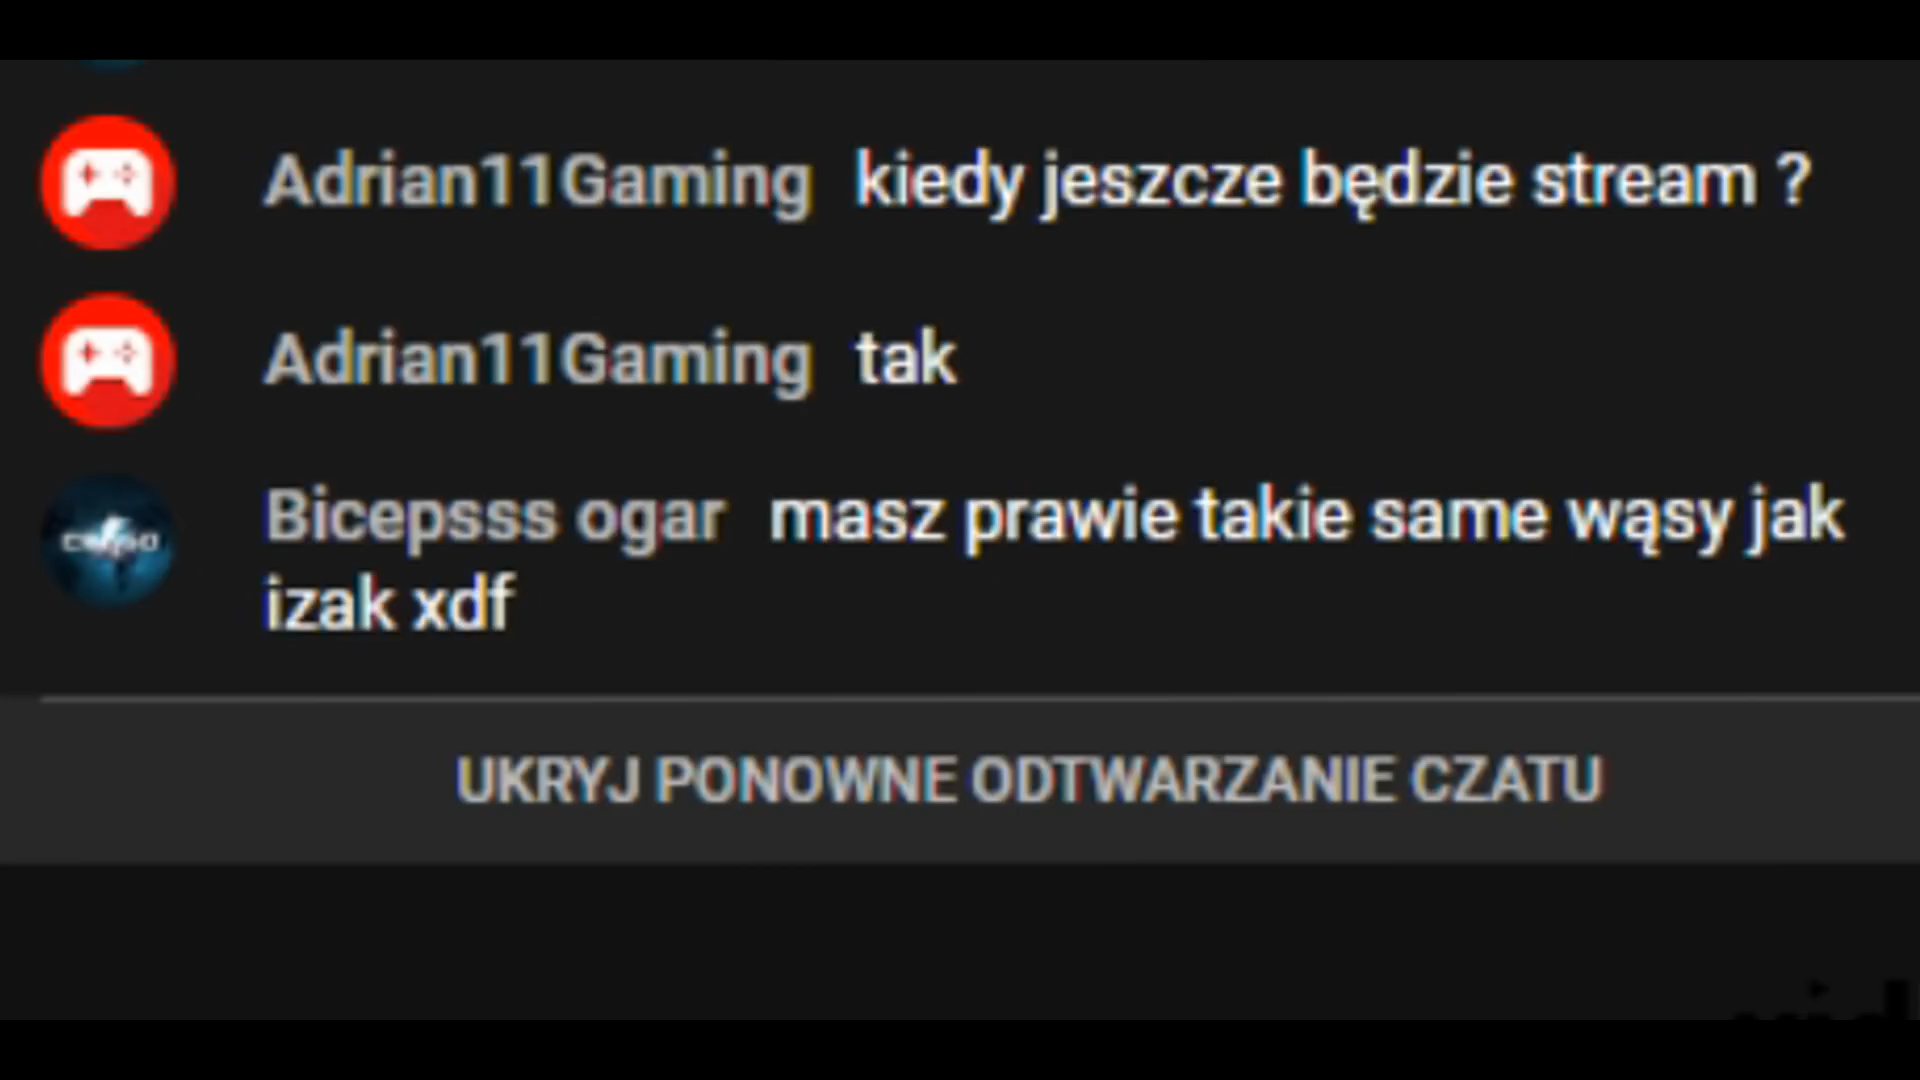 Adrian11Gaming kiedy jeszcze będzie stream ?
Adrian11Gaming tak
Bicepsss ogar masz prawie takie same wąsy jak
izak xdf
UKRYJ PONOWNE ODTWARZANIE CZATU